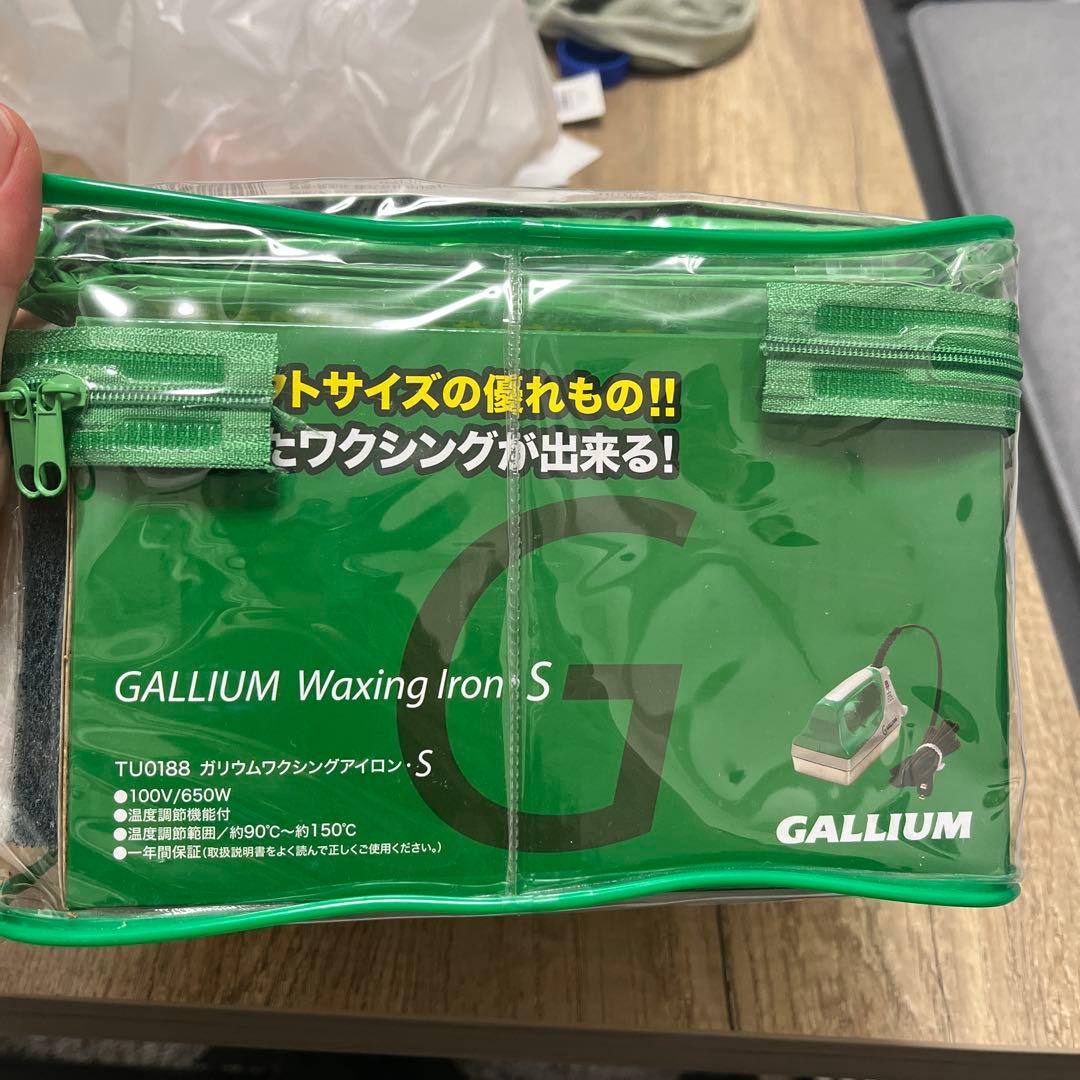 クトサイズの優れもの!!
たワクシングが出来る!
G
GALLIUM Waxing Iron・S
TU0188 ガリウムワクシングアイロン・S
●100V/650W
●温度調節機能付
●温度調節範囲/約90℃〜約150℃
●一年間保証(取扱説明書をよく読んで正しくご使用ください。)
GALLIUM